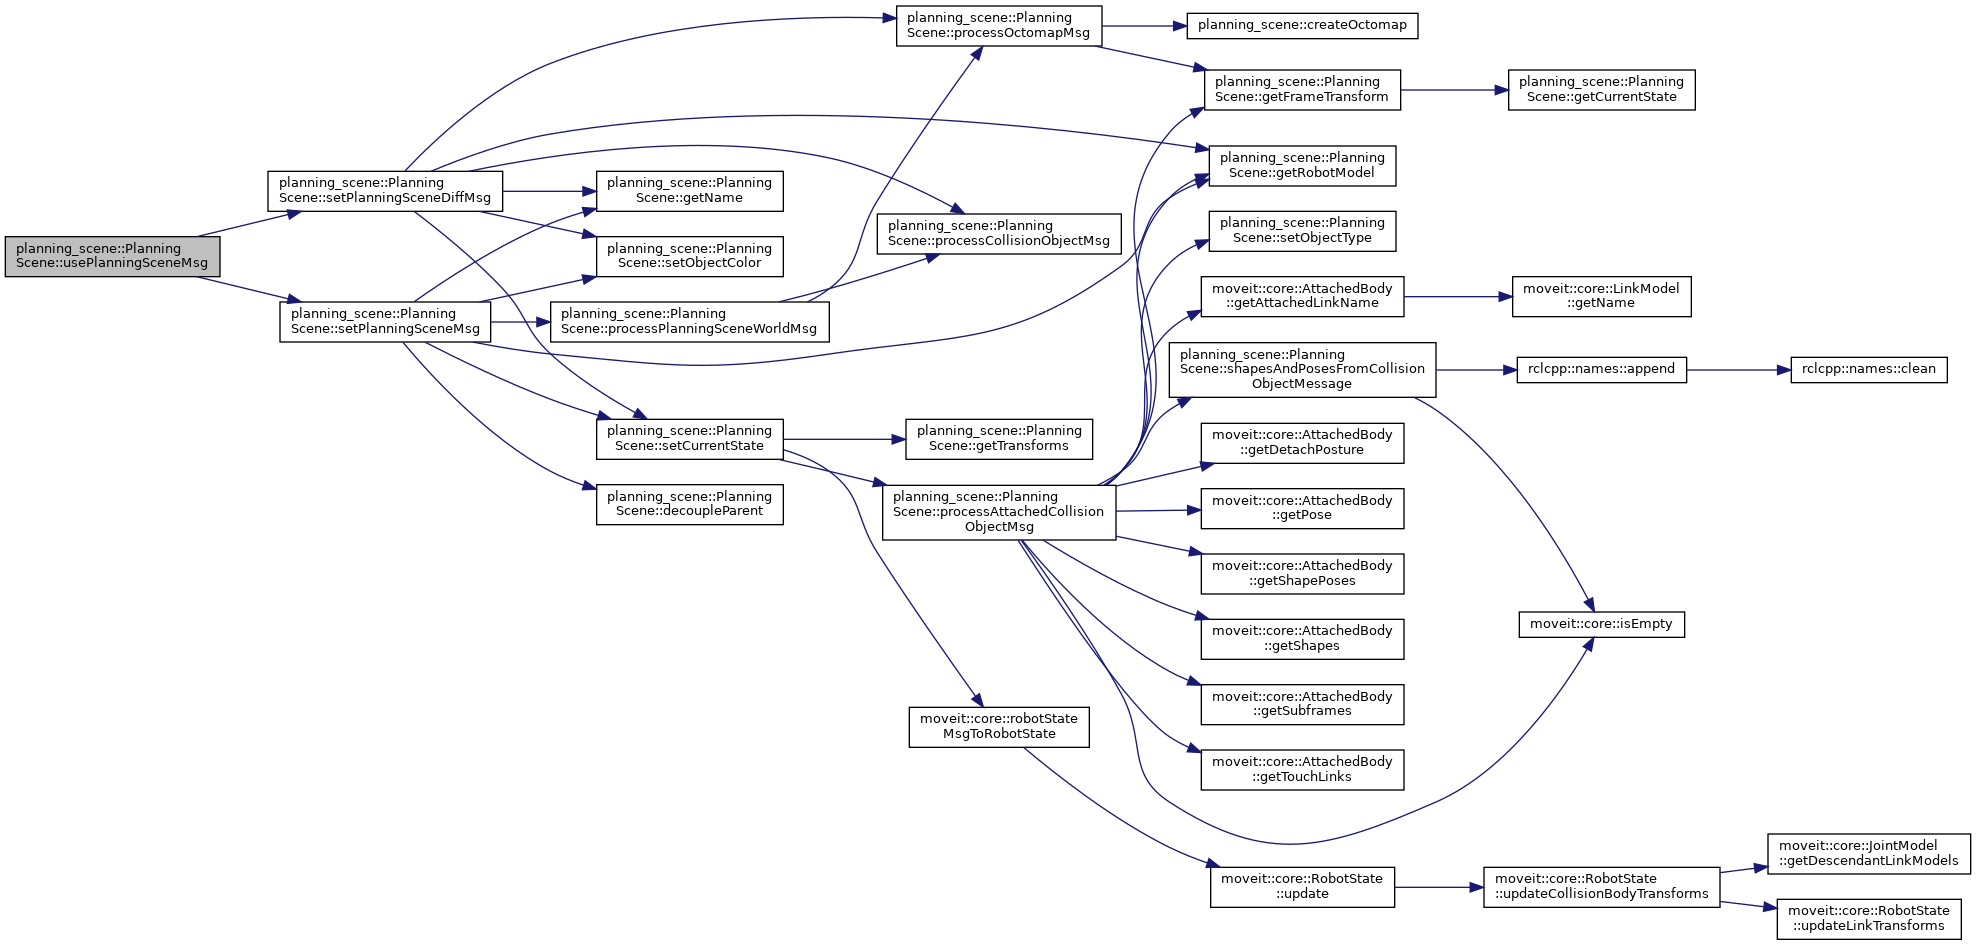 planning_scene::Planning
Scene::usePlanningSceneMsg
planning_scene::Planning
Scene::setPlanningSceneDiffMsg
planning_scene::Planning
Scene::setPlanningSceneMsg
planning_scene::Planning
Scene::getName
planning_scene::Planning
Scene::setObjectColor
planning_scene::Planning
Scene::processPlanningSceneWorldMsg
planning_scene::Planning
Scene::setCurrentState
planning_scene::Planning
Scene::decoupleParent
planning_scene::Planning
Scene::processOctomapMsg
planning_scene::Planning
Scene::processCollisionObjectMsg
planning_scene::Planning
Scene::getTransforms
planning_scene::Planning
Scene::processAttachedCollision
ObjectMsg
moveit::core::robotState
MsgToRobotState
planning_scene::createOctomap
planning_scene::Planning
Scene::getFrameTransform
planning_scene::Planning
Scene::getRobotModel
planning_scene::Planning
Scene::setObjectType
moveit::core::AttachedBody
::getAttachedLinkName
planning_scene::Planning
Scene::shapesAndPosesFromCollision
ObjectMessage
moveit::core::AttachedBody
::getDetachPosture
moveit::core::AttachedBody
::getPose
moveit::core::AttachedBody
::getShapePoses
moveit::core::AttachedBody
::getShapes
moveit::core::AttachedBody
::getSubframes
moveit::core::AttachedBody
::getTouchLinks
moveit::core::RobotState
::update
planning_scene::Planning
Scene::getCurrentState
moveit::core::LinkModel
::getName
rclcpp::names::append
moveit::core::isEmpty
moveit::core::RobotState
::updateCollisionBodyTransforms
rclcpp::names::clean
moveit::core::JointModel
::getDescendantLinkModels
moveit::core::RobotState
::updateLinkTransforms